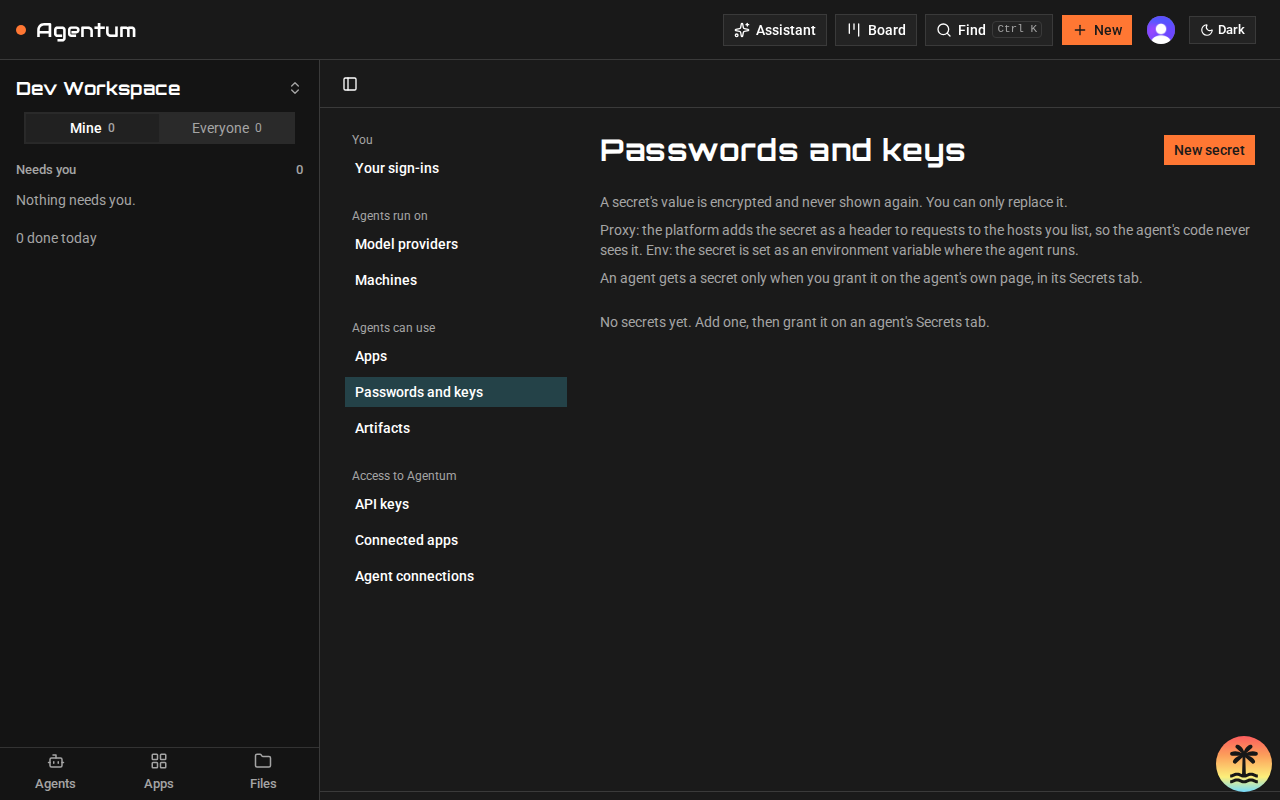 Agentum
Assistant
Board
Find Ctrl K
New
Dark
Dev Workspace
Mine 0
Everyone 0
Needs you 0
Nothing needs you.
0 done today
Agents
Apps
Files
You
Your sign-ins
Agents run on
Model providers
Machines
Agents can use
Apps
Passwords and keys
Artifacts
Access to Agentum
API keys
Connected apps
Agent connections
Passwords and keys
New secret
A secret's value is encrypted and never shown again. You can only replace it.
Proxy: the platform adds the secret as a header to requests to the hosts you list, so the agent's code never
sees it. Env: the secret is set as an environment variable where the agent runs.
An agent gets a secret only when you grant it on the agent's own page, in its Secrets tab.
No secrets yet. Add one, then grant it on an agent's Secrets tab.